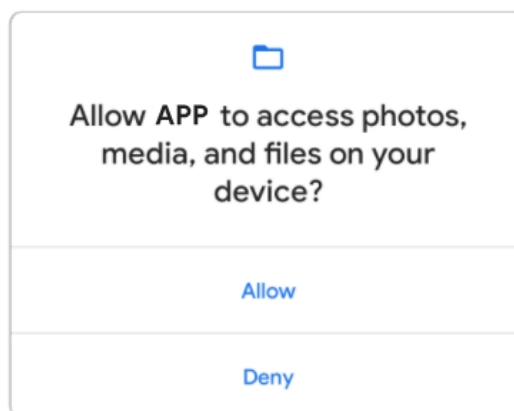 Allow APP to access photos,
media, and files on your
device?
Allow
Deny